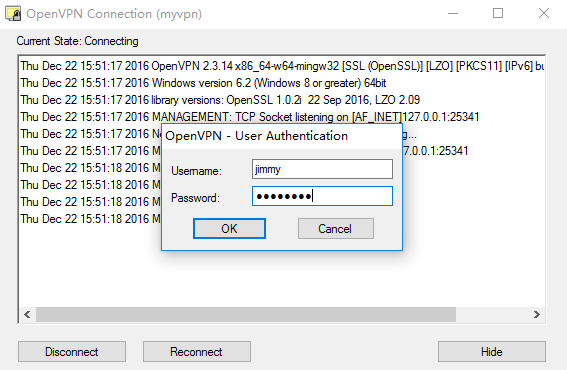 OpenVPN Connection (myvpn)
Current State: Connecting
Thu Dec 22 15:51:17 2016 OpenVPN 2.3.14 x86_64-w64-mingw32 [SSL (OpenSSL)] [LZO] [PKCS11] [IPv6] bu
Thu Dec 22 15:51:17 2016 Windows version 6.2 (Windows 8 or greater) 64bit
Thu Dec 22 15:51:17 2016 library versions: OpenSSL 1.0.2i 22 Sep 2016, LZO 2.09
Thu Dec 22 15:51:17 2016 MANAGEMENT: TCP Socket listening on [AF_INET]127.0.0.1:25341
Thu Dec 22 15:51:17 2016 Ne
Thu Dec 22 15:51:17 2016 M 7.0.0.1:25341
Thu Dec 22 15:51:18 2016 M
Thu Dec 22 15:51:18 2016 M
Thu Dec 22 15:51:18 2016 M
Thu Dec 22 15:51:18 2016 M
OpenVPN - User Authentication
Username: jimmy
Password: ●●●●●●●●
OK Cancel
Disconnect Reconnect Hide